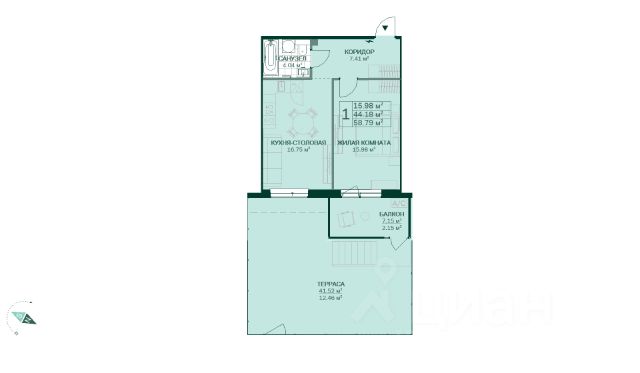 САНУЗЕЛ
4.04 м²
КОРИДОР
7.41 м²
1
15.98 м²
44.18 м²
58.79 м²
КУХНЯ-СТОЛОВАЯ
16.75 м²
ЖИЛАЯ КОМНАТА
15.98 м²
A/C
БАЛКОН
7.15 м²
2.15 м²
ТЕРРАСА
41.52 м²
12.46 м²
циан